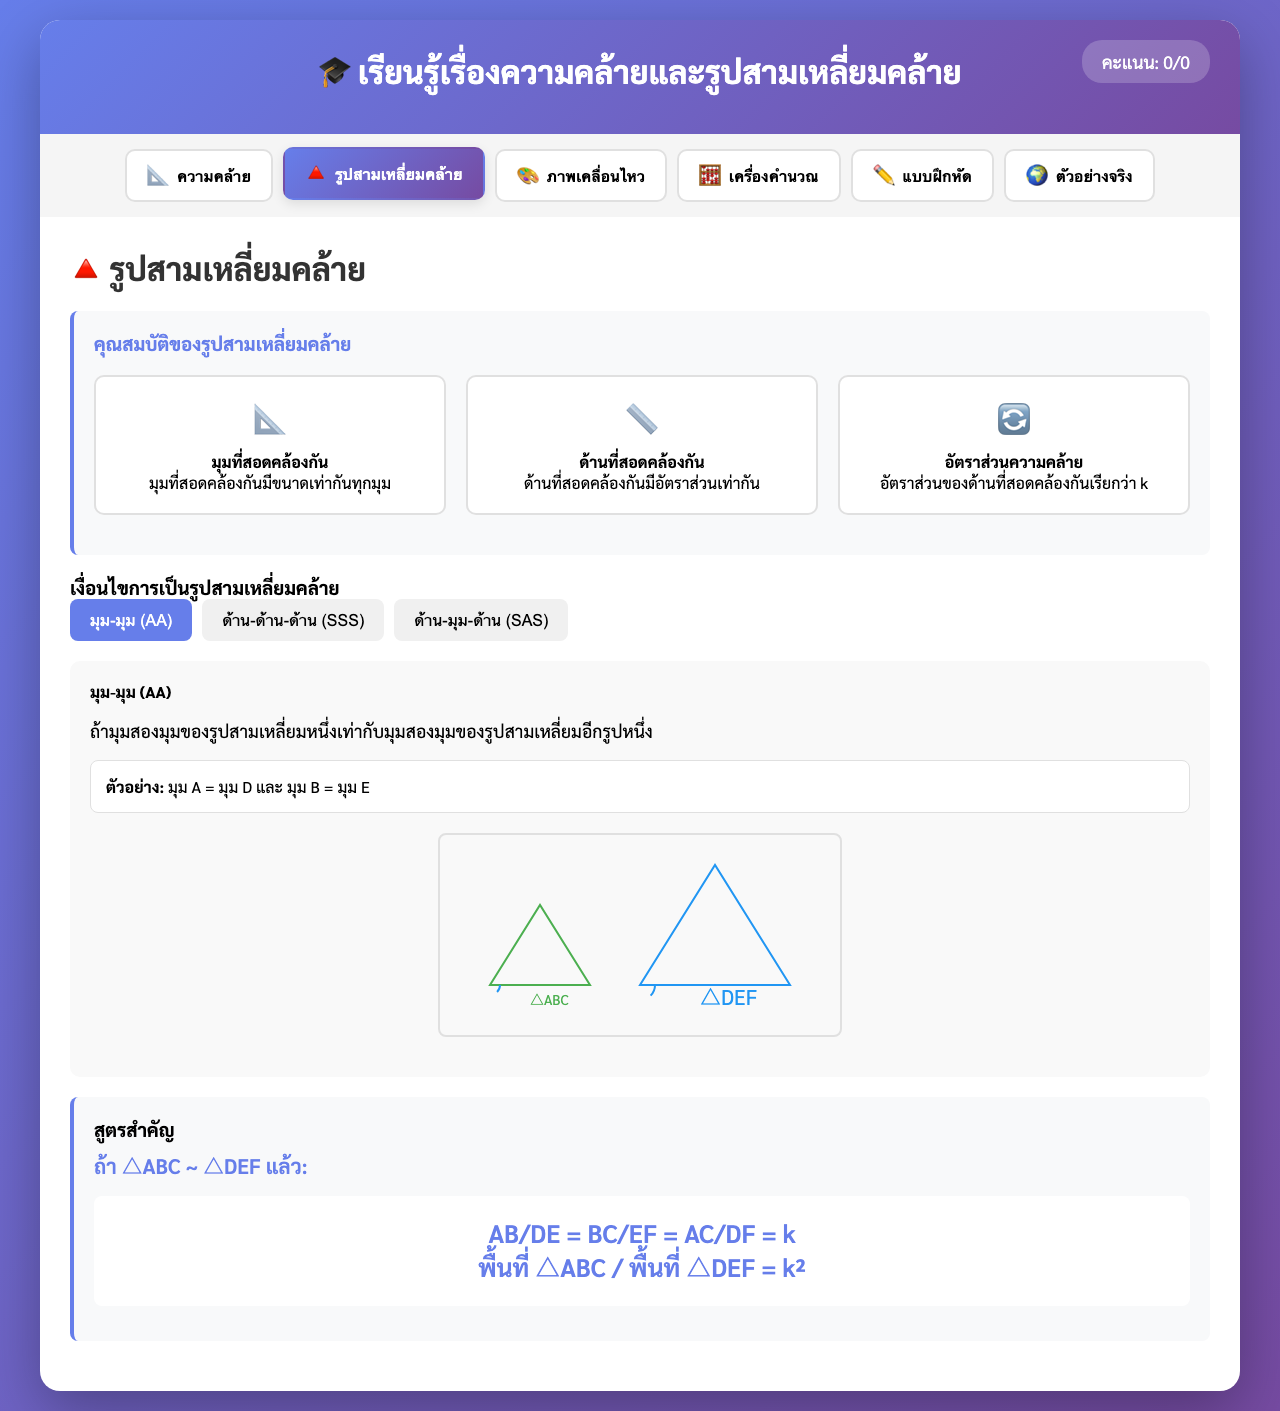 🎓 เรียนรู้เรื่องความคล้ายและรูปสามเหลี่ยมคล้าย
คะแนน: 0/0
📐 ความคล้าย
🔺 รูปสามเหลี่ยมคล้าย
🎨 ภาพเคลื่อนไหว
🧮 เครื่องคำนวณ
✏️ แบบฝึกหัด
🌍 ตัวอย่างจริง
🔺 รูปสามเหลี่ยมคล้าย
คุณสมบัติของรูปสามเหลี่ยมคล้าย
มุมที่สอดคล้องกัน
มุมที่สอดคล้องกันมีขนาดเท่ากันทุกมุม
ด้านที่สอดคล้องกัน
ด้านที่สอดคล้องกันมีอัตราส่วนเท่ากัน
อัตราส่วนความคล้าย
อัตราส่วนของด้านที่สอดคล้องกันเรียกว่า k
เงื่อนไขการเป็นรูปสามเหลี่ยมคล้าย
มุม-มุม (AA)
ด้าน-ด้าน-ด้าน (SSS)
ด้าน-มุม-ด้าน (SAS)
มุม-มุม (AA)
ถ้ามุมสองมุมของรูปสามเหลี่ยมหนึ่งเท่ากับมุมสองมุมของรูปสามเหลี่ยมอีกรูปหนึ่ง
ตัวอย่าง: มุม A = มุม D และ มุม B = มุม E
△ABC
△DEF
สูตรสำคัญ
ถ้า △ABC ~ △DEF แล้ว:
AB/DE = BC/EF = AC/DF = k
พื้นที่ △ABC / พื้นที่ △DEF = k²